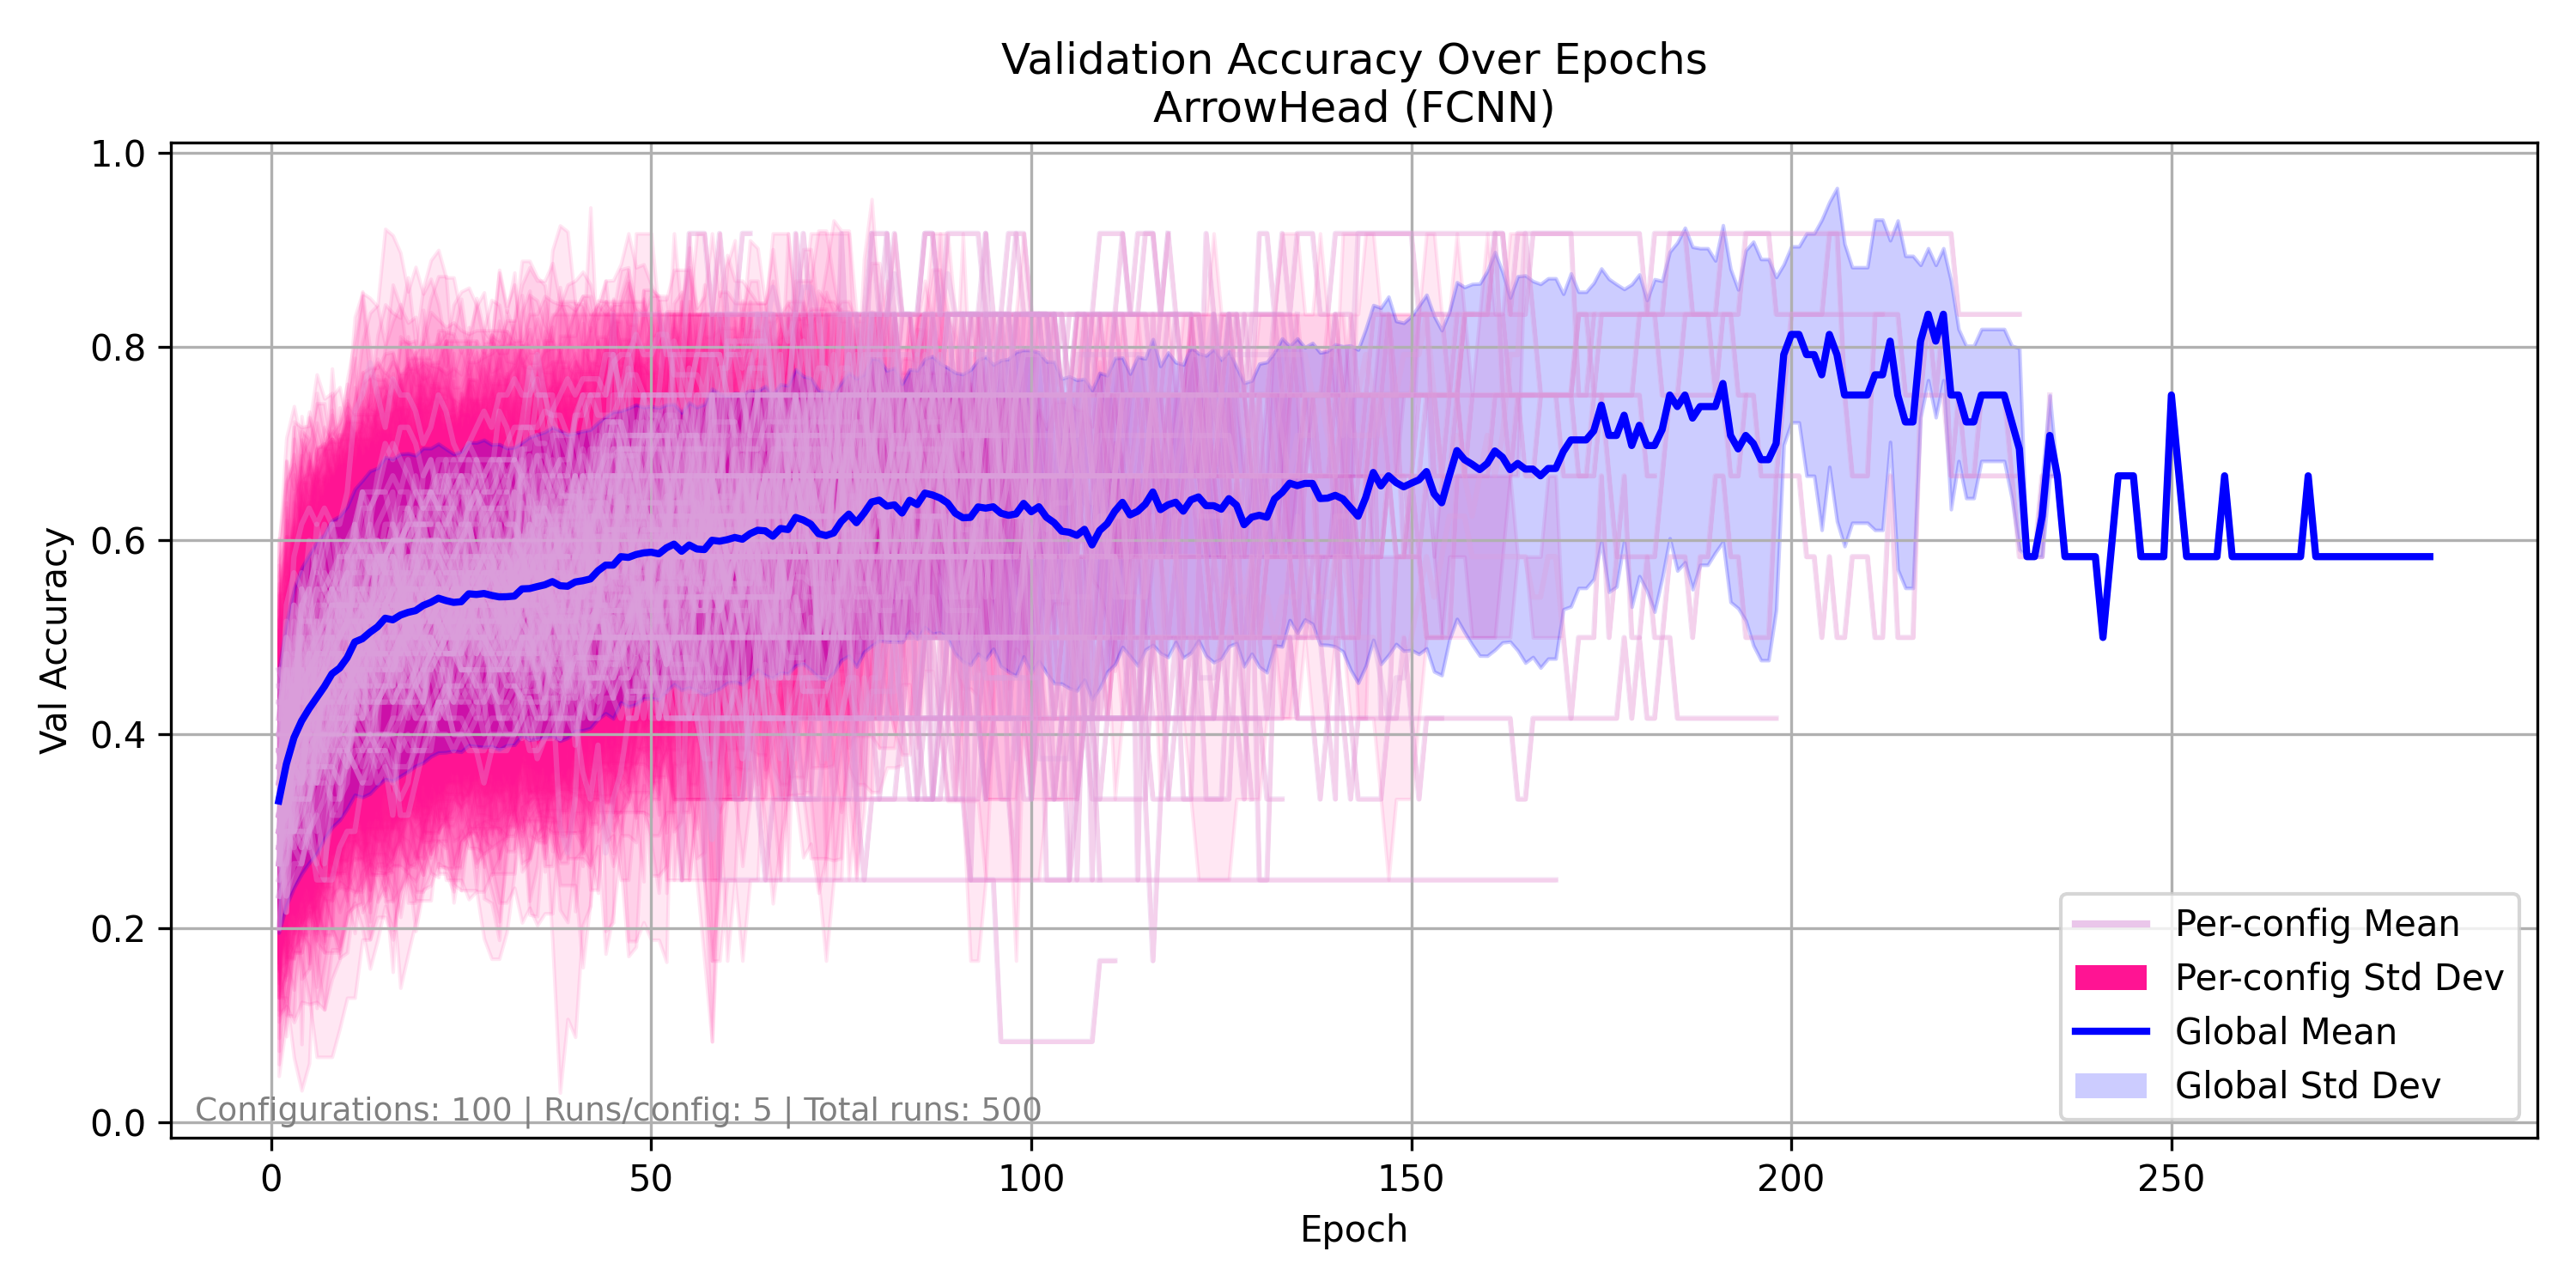 Validation Accuracy Over Epochs
ArrowHead (FCNN)
Val Accuracy
1.0
0.8
0.6
0.4
0.2
0.0
Configurations: 100 | Runs/config: 5 | Total runs: 500
Per-config Mean
Per-config Std Dev
Global Mean
Global Std Dev
0 50 100 150 200 250
Epoch